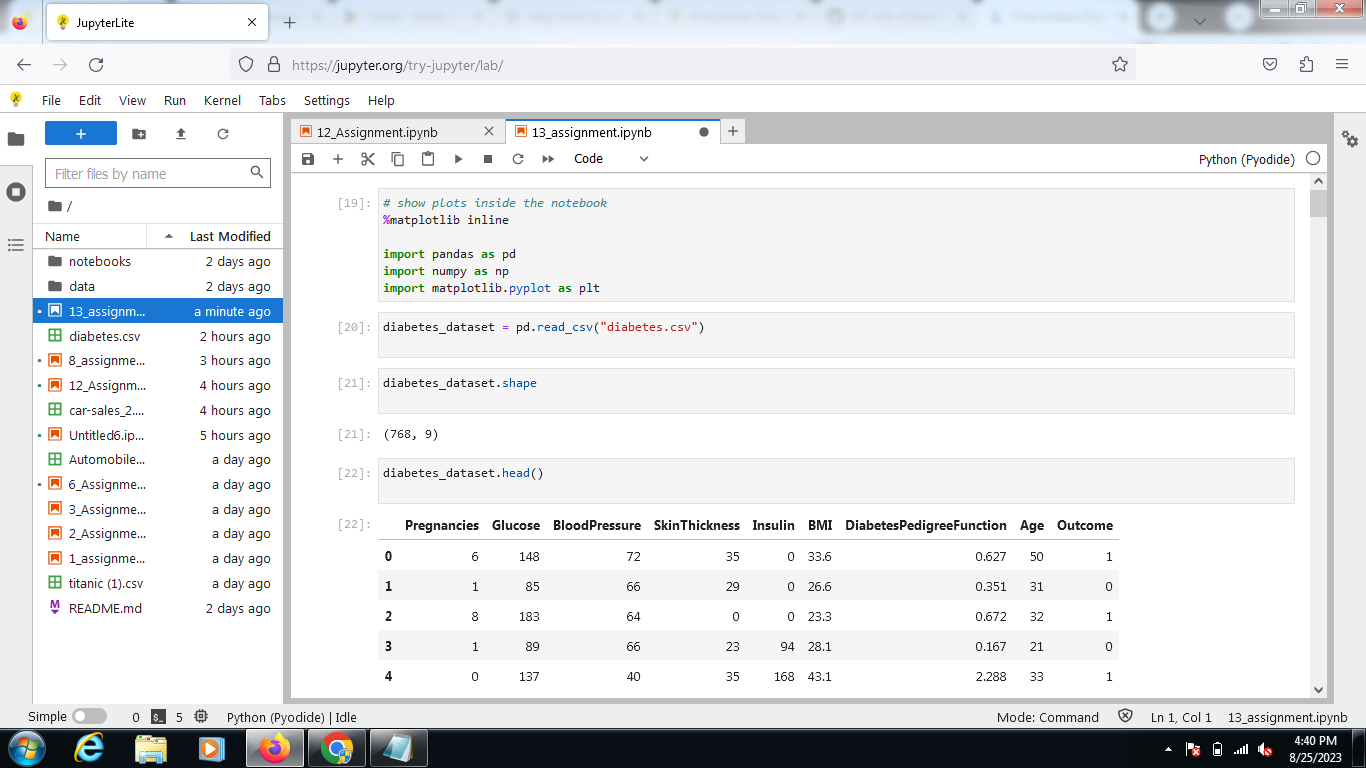 JupyterLite
https://jupyter.org/try-jupyter/lab/
File Edit View Run Kernel Tabs Settings Help
12_Assignment.ipynb
13_assignment.ipynb
Code
Python (Pyodide)
Filter files by name
/
Name Last Modified
notebooks 2 days ago
data 2 days ago
13_assignm... a minute ago
diabetes.csv 2 hours ago
8_assignme... 3 hours ago
12_Assignm... 4 hours ago
car-sales_2.... 4 hours ago
Untitled6.ip... 5 hours ago
Automobile... a day ago
6_Assignme... a day ago
3_Assignme... a day ago
2_Assignme... a day ago
1_assignme... a day ago
titanic (1).csv a day ago
README.md 2 days ago
[19]: # show plots inside the notebook
%matplotlib inline
import pandas as pd
import numpy as np
import matplotlib.pyplot as plt
[20]: diabetes_dataset = pd.read_csv("diabetes.csv")
[21]: diabetes_dataset.shape
[21]: (768, 9)
[22]: diabetes_dataset.head()
[22]: Pregnancies Glucose BloodPressure SkinThickness Insulin BMI DiabetesPedigreeFunction Age Outcome
0 6 148 72 35 0 33.6 0.627 50 1
1 1 85 66 29 0 26.6 0.351 31 0
2 8 183 64 0 0 23.3 0.672 32 1
3 1 89 66 23 94 28.1 0.167 21 0
4 0 137 40 35 168 43.1 2.288 33 1
Simple 0 5 Python (Pyodide) | Idle Mode: Command Ln 1, Col 1 13_assignment.ipynb
4:40 PM
8/25/2023